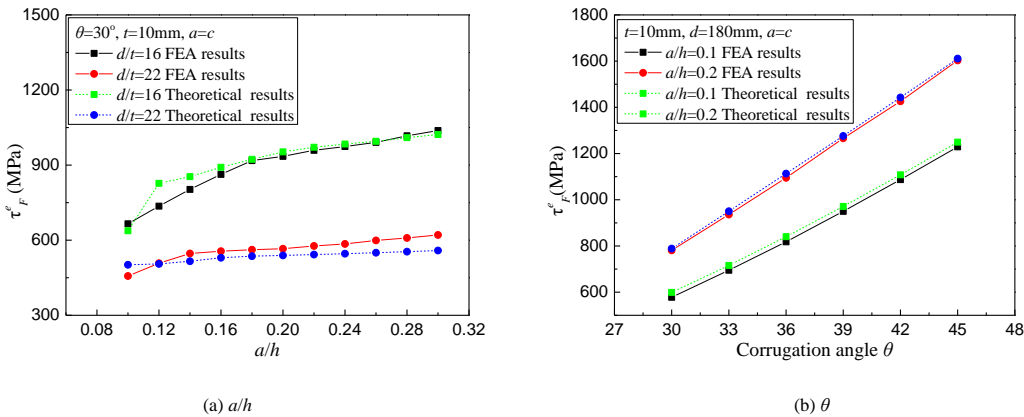 θ=30°, t=10mm, a=c
d/t=16 FEA results
d/t=22 FEA results
d/t=16 Theoretical results
d/t=22 Theoretical results
1500
1200
900
600
300
τ_F^e (MPa)
0.08 0.12 0.16 0.20 0.24 0.28 0.32
a/h
(a) a/h
t=10mm, d=180mm, a=c
a/h=0.1 FEA results
a/h=0.2 FEA results
a/h=0.1 Theoretical results
a/h=0.2 Theoretical results
1800
1600
1400
1200
1000
800
600
τ_F^e(MPa)
27 30 33 36 39 42 45 48
Corrugation angle θ
(b) θ